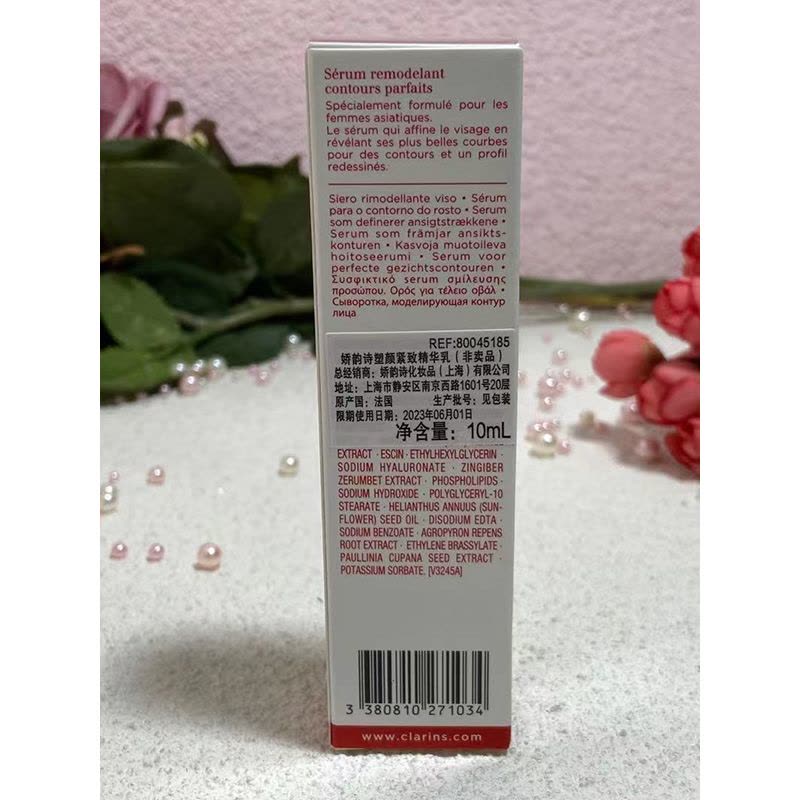 Sérum remodelant
contours parfaits
Spécialement formulé pour les
femmes asiatiques.
Le sérum qui affine le visage en
révélant ses plus belles courbes
pour des contours et un profil
redessinés.
Siero rimodellante viso • Sérum
para o contorno do rosto • Serum
som definerer ansigtstrækkene •
Serum som främjar ansikts-
konturen • Kasvoja muotoileva
hoitoseerumi • Serum voor
perfecte gezichtscontouren •
Συσφικτικό serum σμίλευσης
προσώπου. Ορός για τέλειο οβάλ •
Сыворотка, моделирующая контур
лица
REF:80045185
娇韵诗塑颜紧致精华乳（非卖品）
总经销商：娇韵诗化妆品（上海）有限公司
地址：上海市静安区南京西路1601号20层
原产国：法国 生产批号：见包装
限期使用日期：2023年06月01日
净含量：10mL
EXTRACT · ESCIN · ETHYLHEXYLGLYCERIN ·
SODIUM HYALURONATE · ZINGIBER
ZERUMBET EXTRACT · PHOSPHOLIPIDS ·
SODIUM HYDROXIDE · POLYGLYCERYL-10
STEARATE · HELIANTHUS ANNUUS (SUN-
FLOWER) SEED OIL · DISODIUM EDTA ·
SODIUM BENZOATE · AGROPYRON REPENS
ROOT EXTRACT · ETHYLENE BRASSYLATE ·
PAULLINIA CUPANA SEED EXTRACT ·
POTASSIUM SORBATE. [V3245A]
3 380810 271034
www.clarins.com